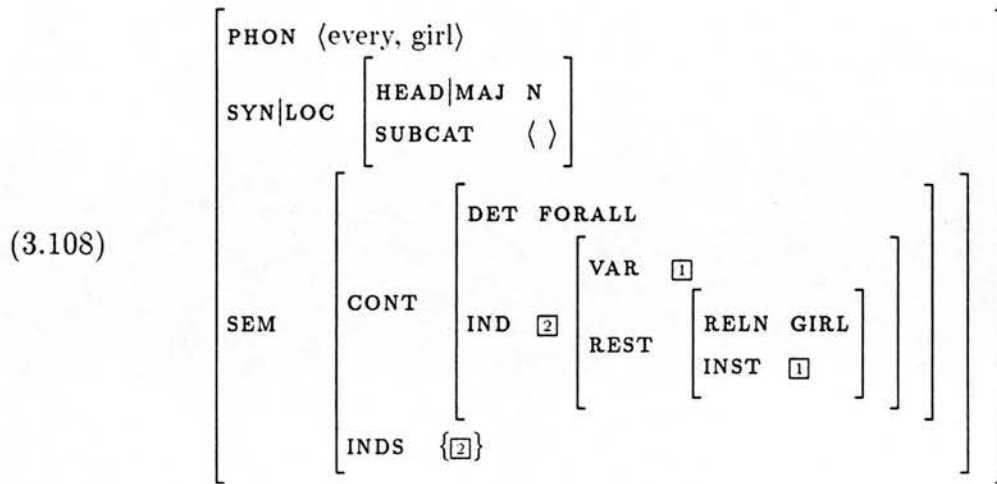 PHON ⟨every, girl⟩
HEAD|MAJ N
SYN|LOC
SUBCAT ⟨ ⟩
DET FORALL
(3.108)
VAR 1
CONT
SEM IND 2 RELN GIRL
REST
INST 1
INDS {2}